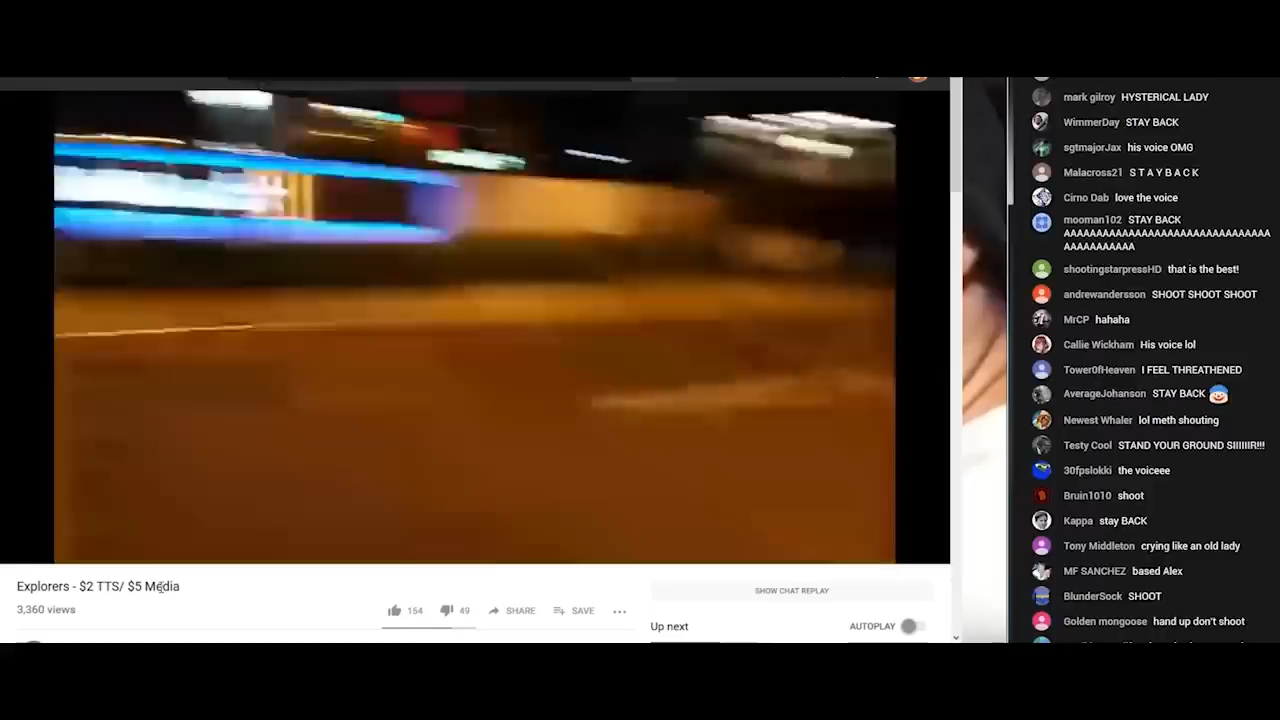 mark gilroy HYSTERICAL LADY
WimmerDay STAY BACK
sgtmajorJax his voice OMG
Malacross21 S T A Y B A C K
Cirno Dab love the voice
mooman102 STAY BACK
AAAAAAAAAAAAAAAAAAAAAAAAAAAAAAAA
AAAAAAAAAAA
shootingstarpressHD that is the best!
andrewandersson SHOOT SHOOT SHOOT
MrCP hahaha
Callie Wickham His voice lol
Tower0fHeaven I FEEL THREATHENED
AverageJohanson STAY BACK
Newest Whaler lol meth shouting
Testy Cool STAND YOUR GROUND SIIIIIIR!!!
30fpslokki the voiceee
Bruin1010 shoot
Kappa stay BACK
Tony Middleton crying like an old lady
MF SANCHEZ based Alex
BlunderSock SHOOT
Golden mongoose hand up don't shoot
Explorers - $2 TTS/ $5 Media
3,360 views
154 49 SHARE SAVE
SHOW CHAT REPLAY
Up next AUTOPLAY